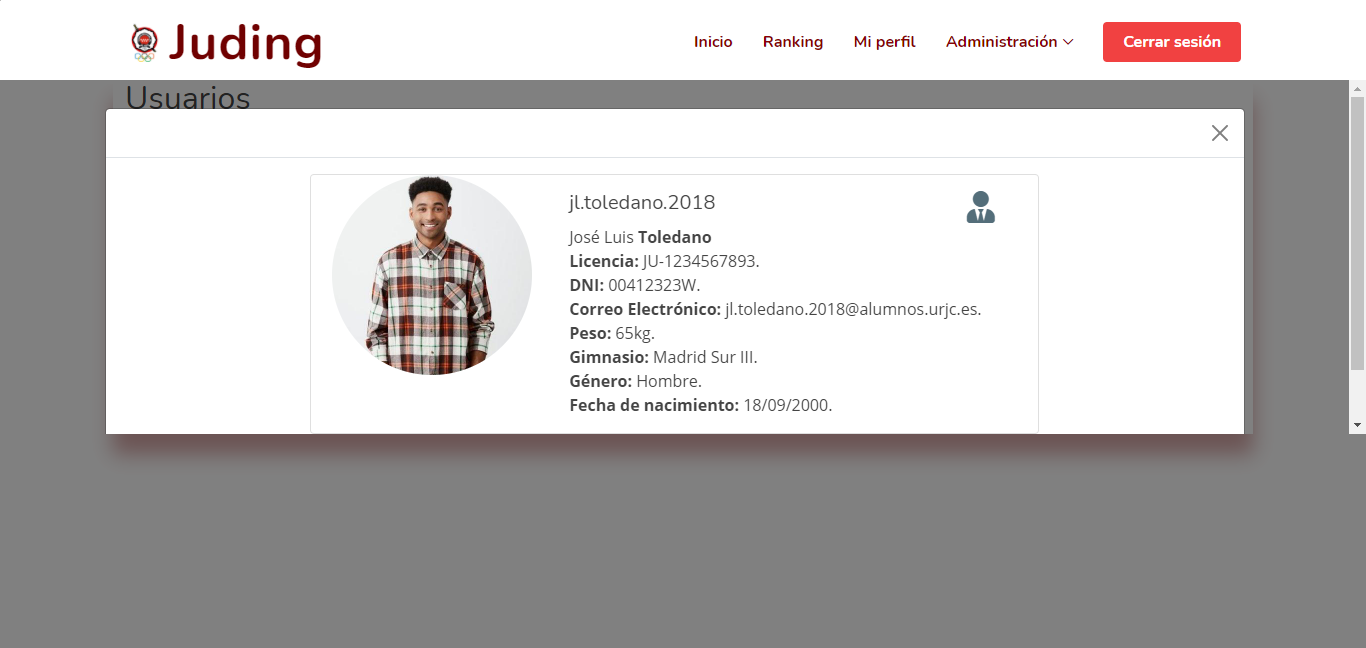 Juding
Inicio Ranking Mi perfil Administración Cerrar sesión
Usuarios
jl.toledano.2018
José Luis Toledano
Licencia: JU-1234567893.
DNI: 00412323W.
Correo Electrónico: jl.toledano.2018@alumnos.urjc.es.
Peso: 65kg.
Gimnasio: Madrid Sur III.
Género: Hombre.
Fecha de nacimiento: 18/09/2000.